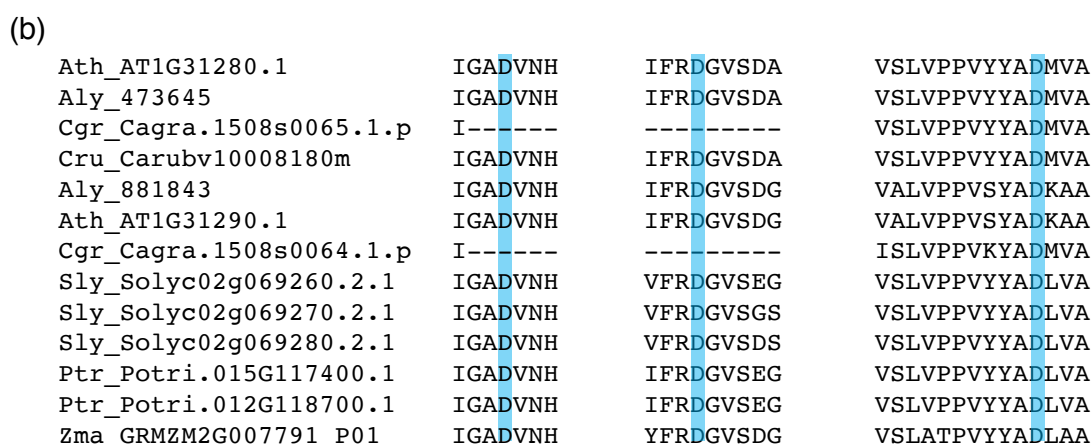 (b)
Ath_AT1G31280.1 IGADVNH IFRDGVSDA VSLVPPVYYADMVA
Aly_473645 IGADVNH IFRDGVSDA VSLVPPVYYADMVA
Cgr_Cagra.1508s0065.1.p I------ --------- VSLVPPVYYADMVA
Cru_Carubv10008180m IGADVNH IFRDGVSDA VSLVPPVYYADMVA
Aly_881843 IGADVNH IFRDGVSDG VALVPPVSYADKAA
Ath_AT1G31290.1 IGADVNH IFRDGVSDG VALVPPVSYADKAA
Cgr_Cagra.1508s0064.1.p I------ --------- ISLVPPVKYADMVA
Sly_Solyc02g069260.2.1 IGADVNH VFRDGVSEG VSLVPPVYYADLVA
Sly_Solyc02g069270.2.1 IGADVNH VFRDGVSGS VSLVPPVYYADLVA
Sly_Solyc02g069280.2.1 IGADVNH VFRDGVSDS VSLVPPVYYADLVA
Ptr_Potri.015G117400.1 IGADVNH IFRDGVSEG VSLVPPVYYADLVA
Ptr_Potri.012G118700.1 IGADVNH IFRDGVSEG VSLVPPVYYADLVA
Zma_GRMZM2G007791_P01 IGADVNH YFRDGVSDG VSLATPVYYADLAA